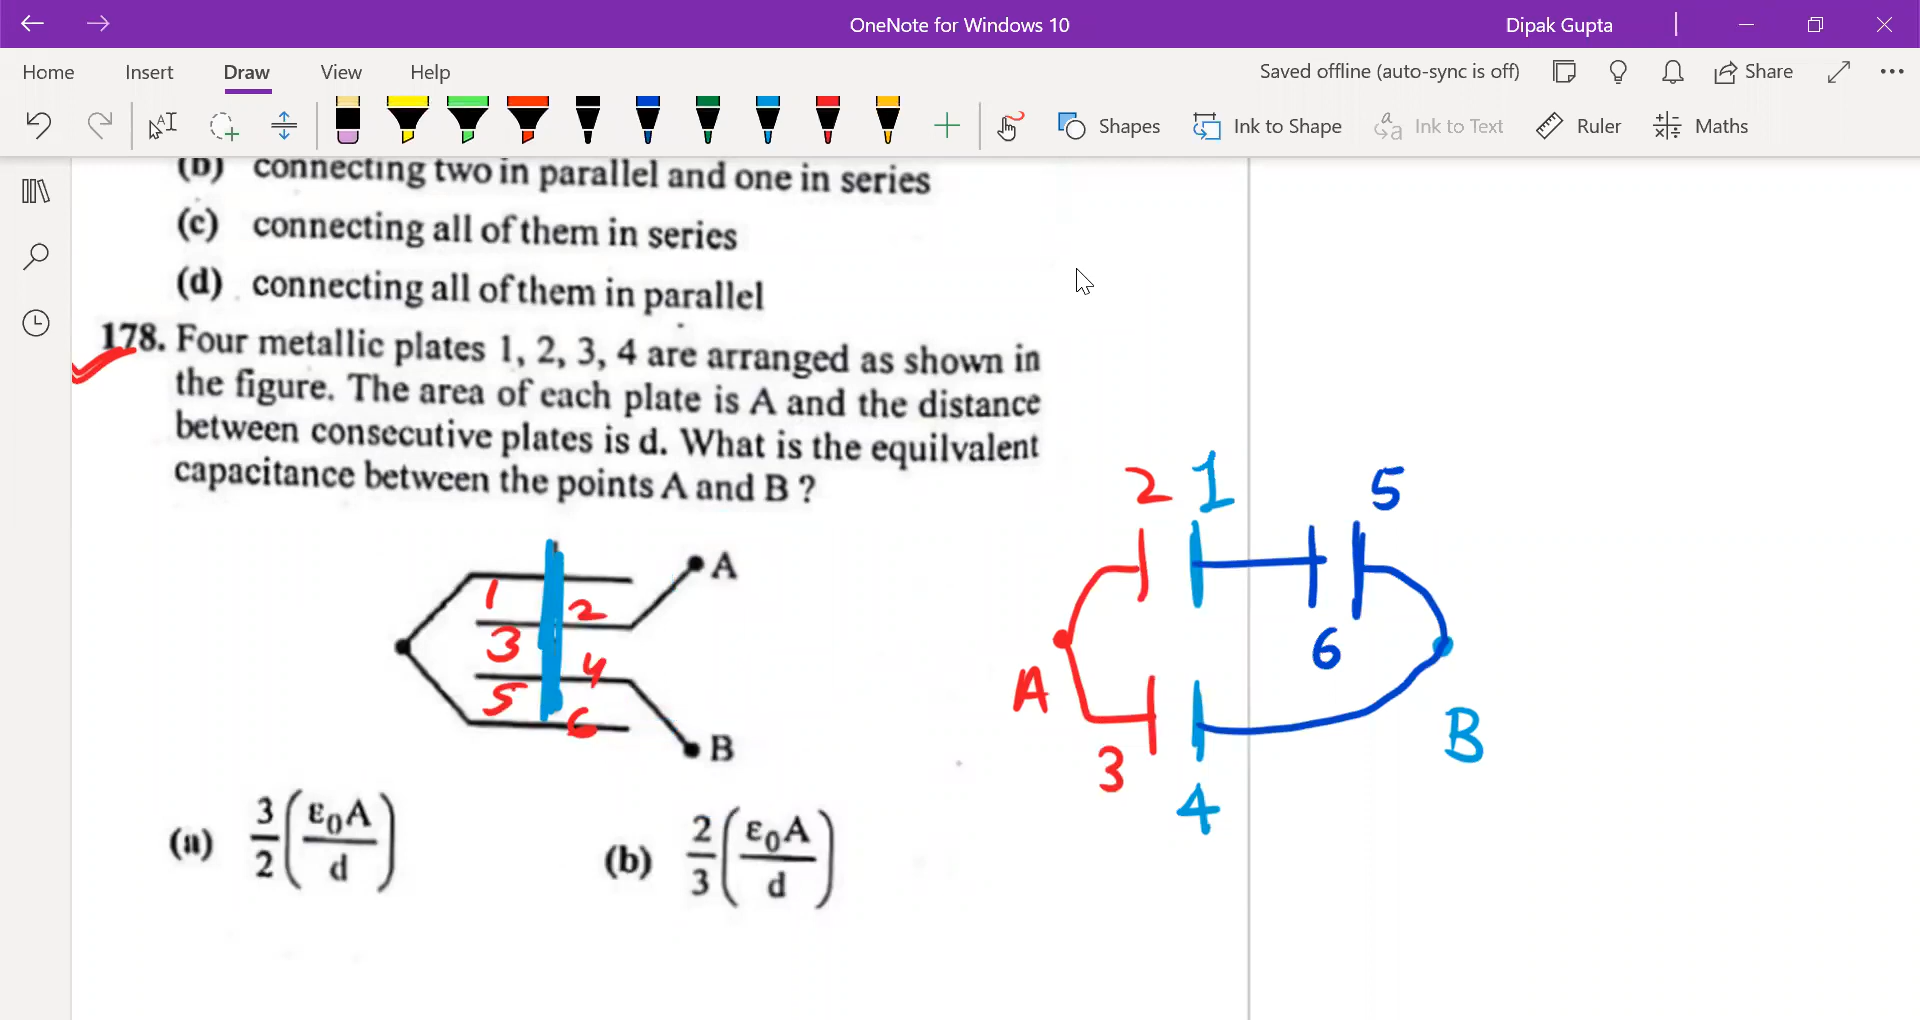 OneNote for Windows 10
Dipak Gupta
Home Insert Draw View Help
Saved offline (auto-sync is off) Share
Shapes Ink to Shape Ink to Text Ruler Maths
(b) connecting two in parallel and one in series
(c) connecting all of them in series
(d) connecting all of them in parallel
178. Four metallic plates 1, 2, 3, 4 are arranged as shown in
the figure. The area of each plate is A and the distance
between consecutive plates is d. What is the equilvalent
capacitance between the points A and B ?
1 2 A
3 4
5 6 B
2 1 5
6
A B
3
4
(a) 3/2 (ε₀A/d) (b) 2/3 (ε₀A/d)